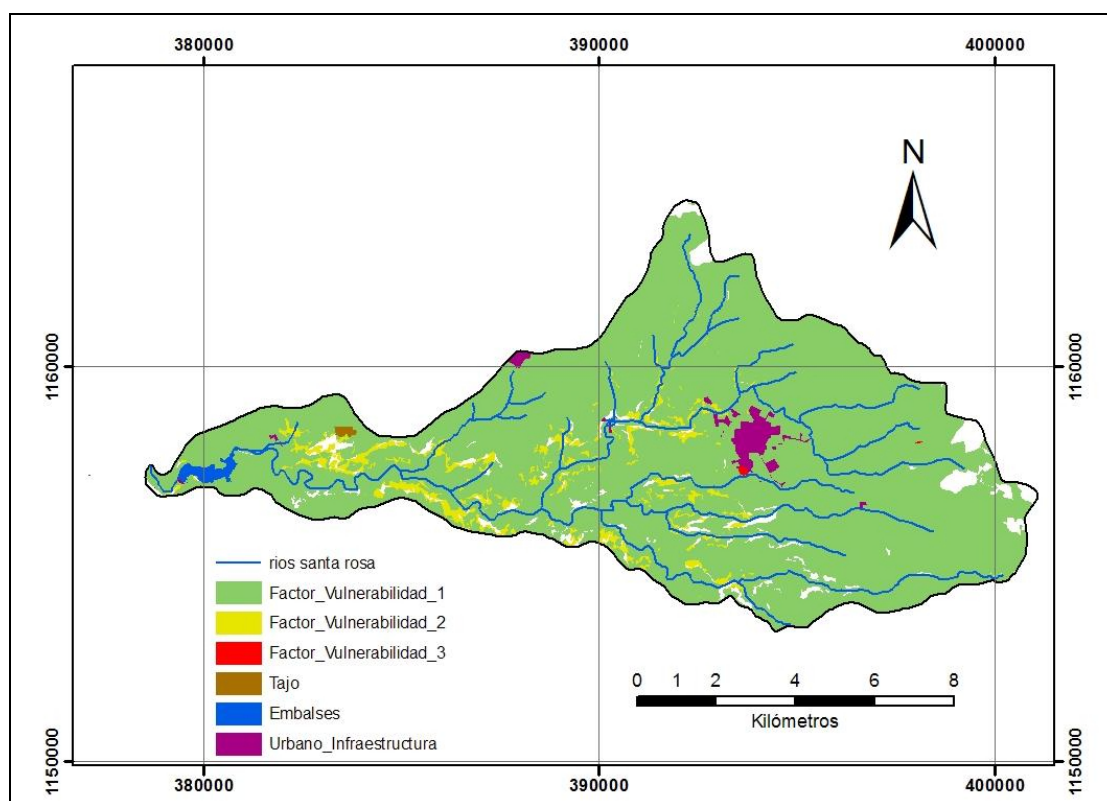 380000 390000 400000
N
1160000 1160000
rios santa rosa
Factor_Vulnerabilidad_1
Factor_Vulnerabilidad_2
Factor_Vulnerabilidad_3
Tajo
Embalses
Urbano_Infraestructura
0 1 2 4 6 8
Kilómetros
1150000 1150000
380000 390000 400000